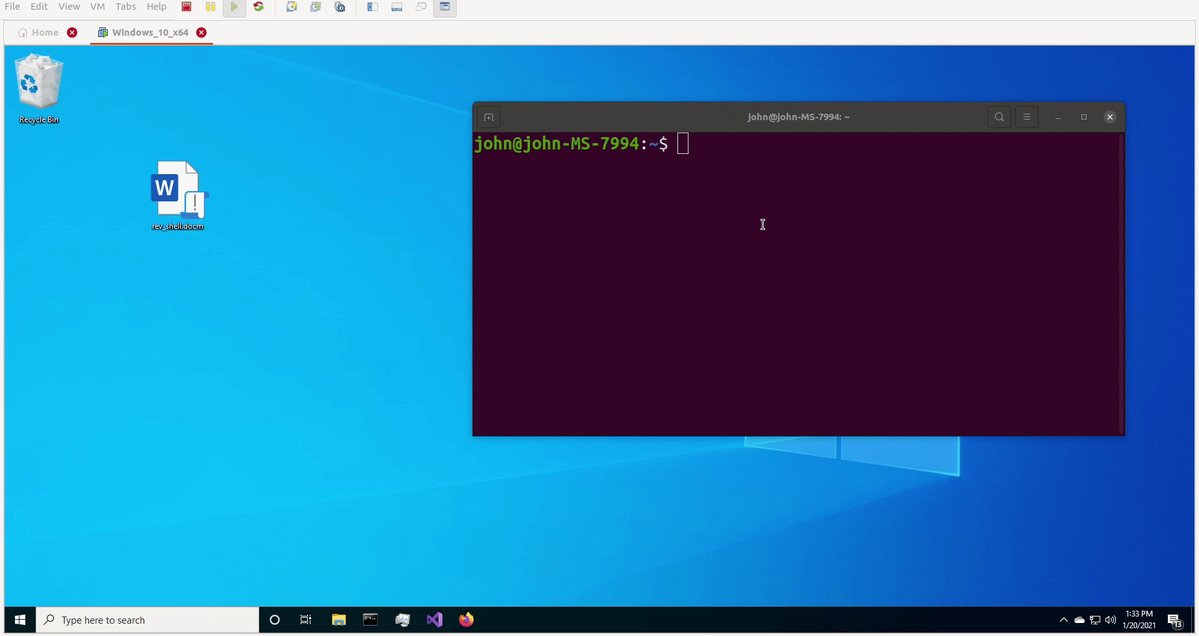 File Edit View VM Tabs Help
Home Windows_10_x64
Recycle Bin
john@john-MS-7994: ~
john@john-MS-7994:~$
W
rev_shell.docm
Type here to search
1:33 PM
1/20/2021
13